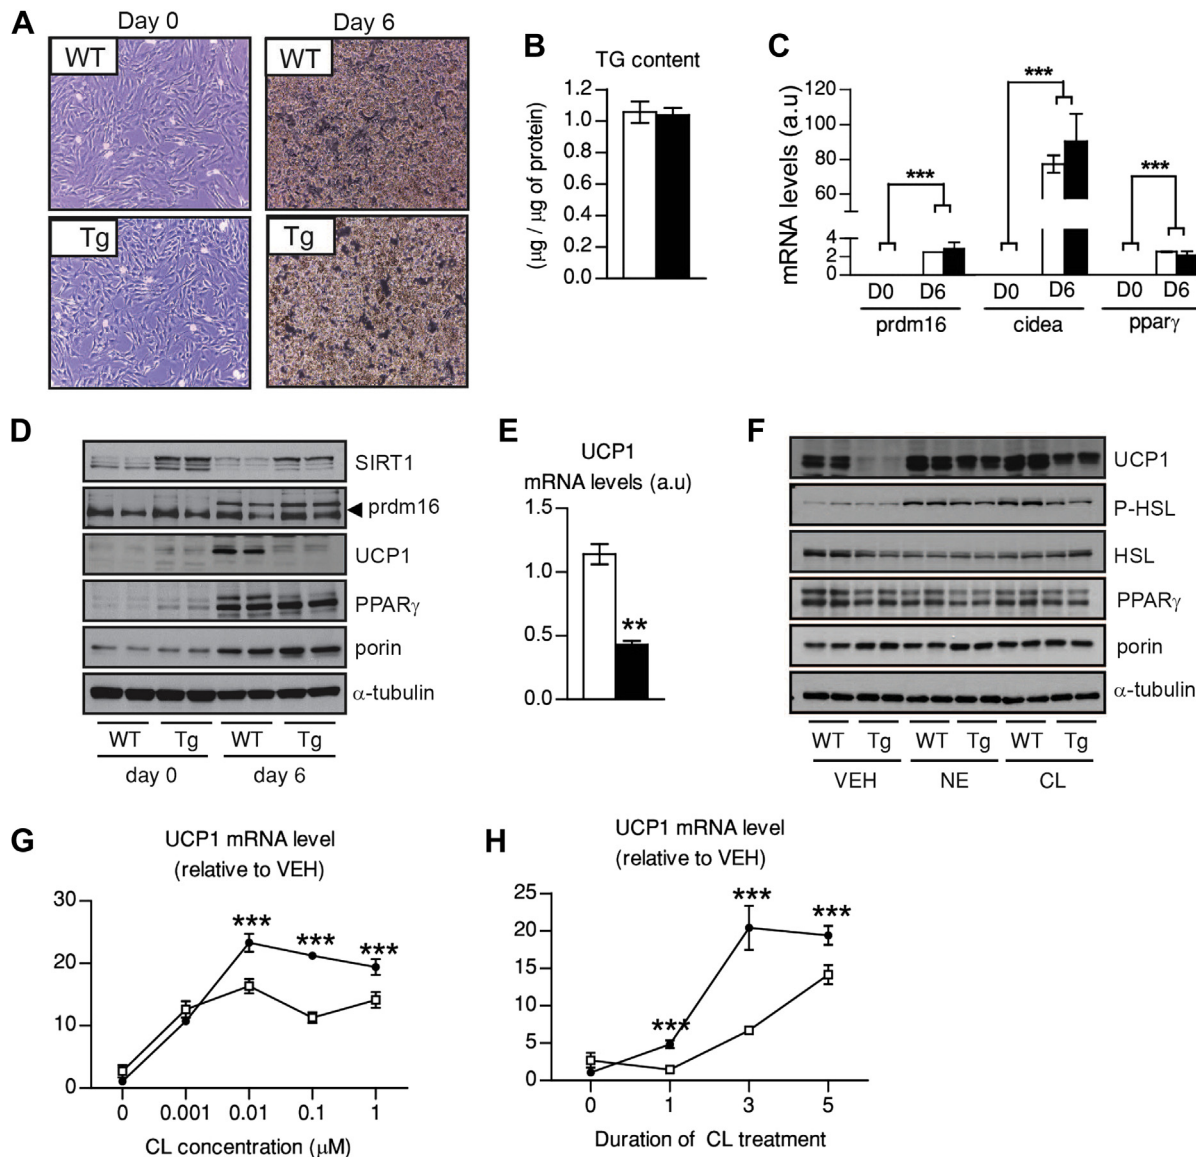 A
Day 0
Day 6
WT
WT
Tg
Tg
B
TG content
(μg / μg of protein)
1.2
1.0
0.8
0.6
0.4
0.2
0.0
C
mRNA levels (a.u)
120
100
80
60
4
2
0
***
***
***
D0
D6
D0
D6
D0
D6
prdm16
cidea
pparγ
D
SIRT1
prdm16
UCP1
PPARγ
porin
α-tubulin
WT
Tg
WT
Tg
day 0
day 6
E
UCP1
mRNA levels (a.u)
1.5
1.0
0.5
0.0
**
F
UCP1
P-HSL
HSL
PPARγ
porin
α-tubulin
WT
Tg
WT
Tg
WT
Tg
VEH
NE
CL
G
UCP1 mRNA level
(relative to VEH)
30
20
10
0
***
***
***
0
0.001
0.01
0.1
1
CL concentration (μM)
H
UCP1 mRNA level
(relative to VEH)
25
20
15
10
5
0
***
***
***
0
1
3
5
Duration of CL treatment